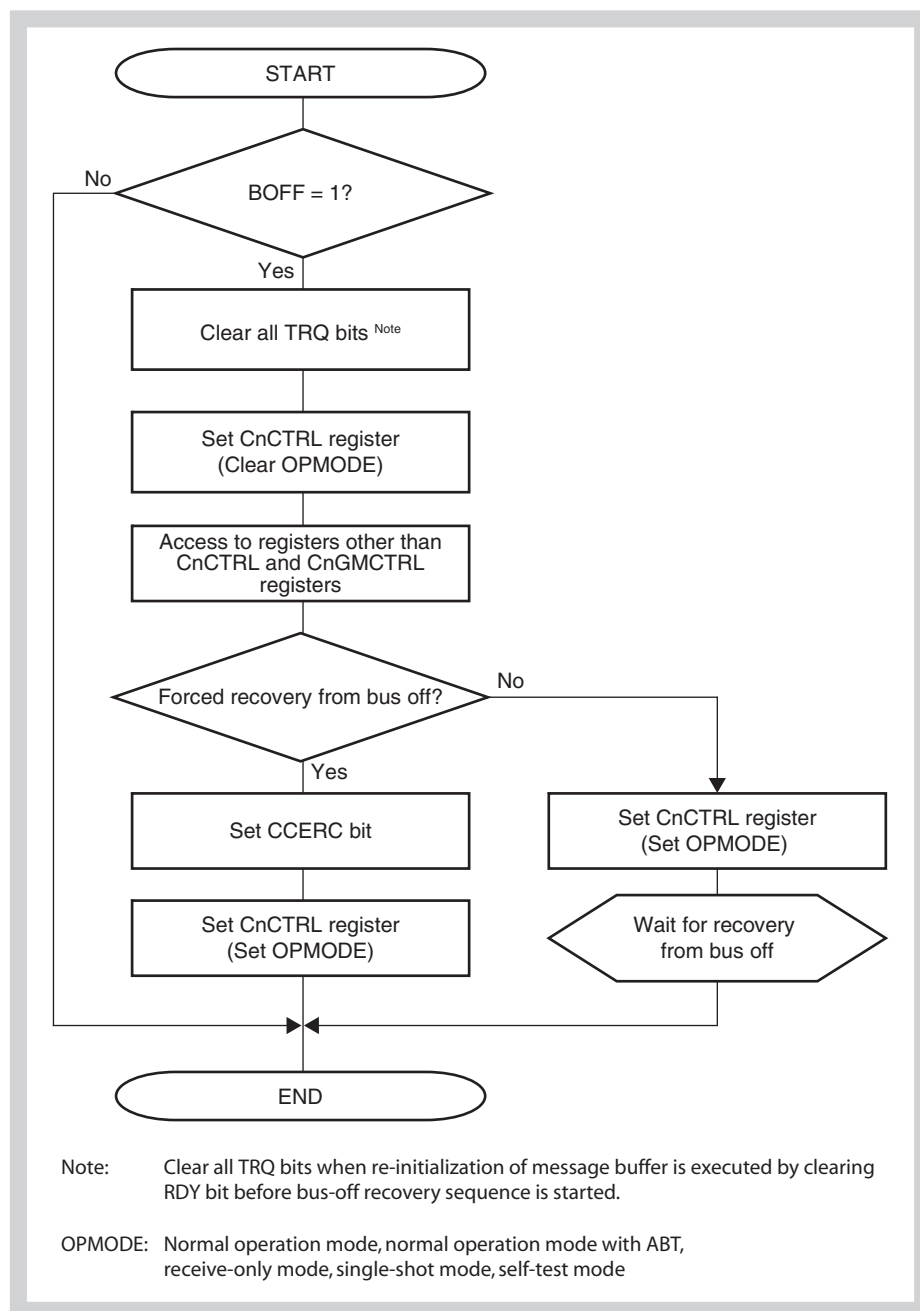 START
No
BOFF = 1?
Yes
Clear all TRQ bits Note
Set CnCTRL register
(Clear OPMODE)
Access to registers other than
CnCTRL and CnGMCTRL
registers
Forced recovery from bus off?
No
Yes
Set CCERC bit
Set CnCTRL register
(Set OPMODE)
Set CnCTRL register
(Set OPMODE)
Wait for recovery
from bus off
END
Note: Clear all TRQ bits when re-initialization of message buffer is executed by clearing
RDY bit before bus-off recovery sequence is started.
OPMODE: Normal operation mode, normal operation mode with ABT,
receive-only mode, single-shot mode, self-test mode